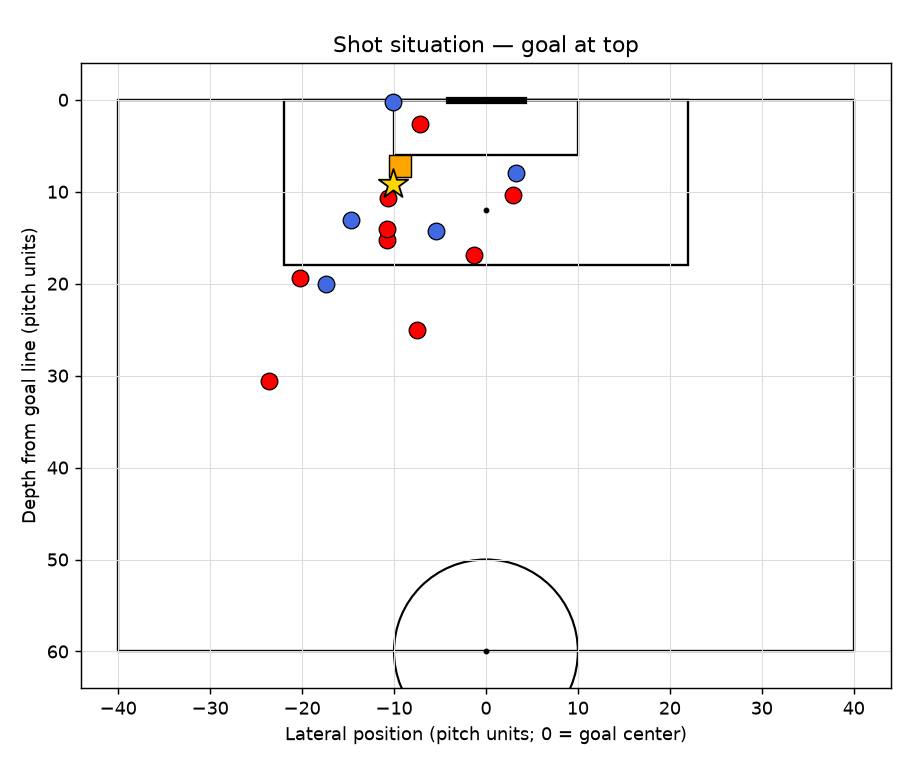 Shot situation — goal at top
0
10
20
30
40
50
60
Depth from goal line (pitch units)
−40 −30 −20 −10 0 10 20 30 40
Lateral position (pitch units; 0 = goal center)